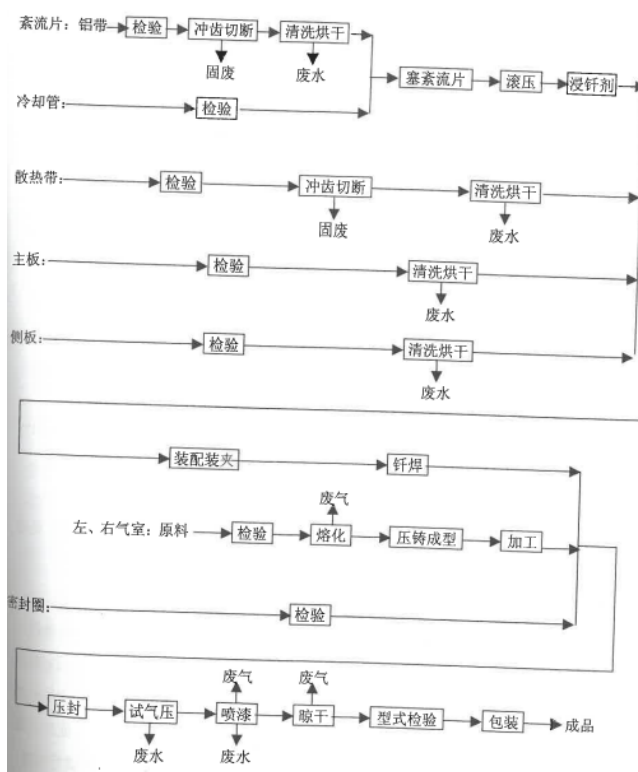 紊流片：铝带 检验 冲齿切断 清洗烘干
固废 废水
塞紊流片 滚压 浸钎剂
冷却管: 检验
散热带: 检验 冲齿切断 清洗烘干
固废 废水
主板: 检验 清洗烘干
废水
侧板: 检验 清洗烘干
废水
装配装夹 钎焊
废气
左、右气室：原料 检验 熔化 压铸成型 加工
密封圈: 检验
废气 废气
压封 试气压 喷漆 晾干 型式检验 包装 成品
废水 废水